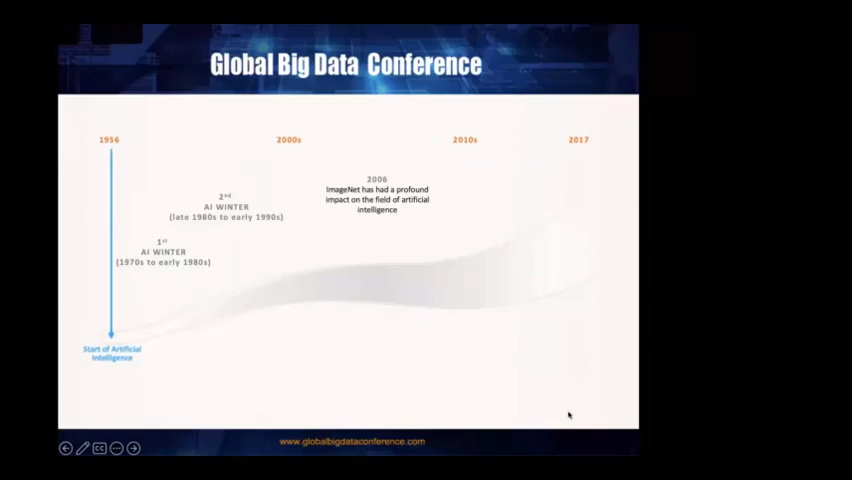 Global Big Data Conference
1956
2000s
2010s
2017
2006
ImageNet has had a profound
impact on the field of artificial
intelligence
2nd
AI WINTER
(late 1980s to early 1990s)
1st
AI WINTER
(1970s to early 1980s)
Start of Artificial
Intelligence
CC
www.globalbigdataconference.com